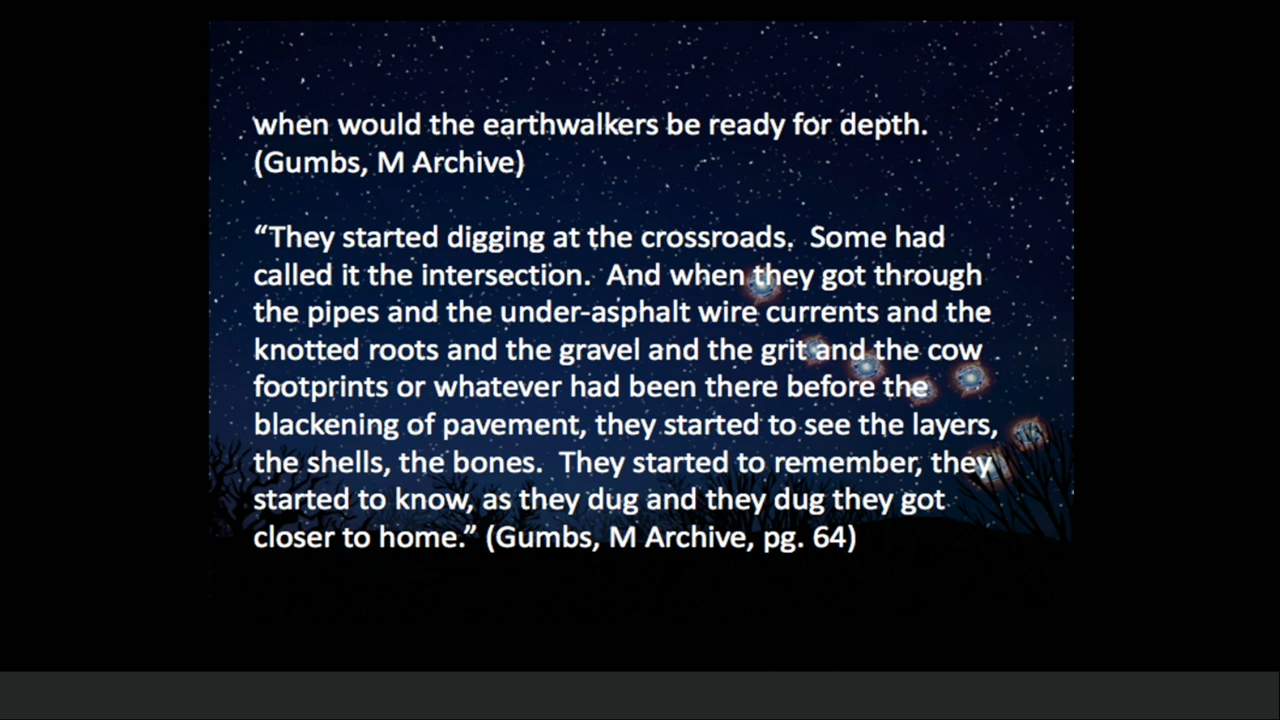 when would the earthwalkers be ready for depth.
(Gumbs, M Archive)
“They started digging at the crossroads.  Some had
called it the intersection.  And when they got through
the pipes and the under-asphalt wire currents and the
knotted roots and the gravel and the grit and the cow
footprints or whatever had been there before the
blackening of pavement, they started to see the layers,
the shells, the bones.  They started to remember, they
started to know, as they dug and they dug they got
closer to home.” (Gumbs, M Archive, pg. 64)